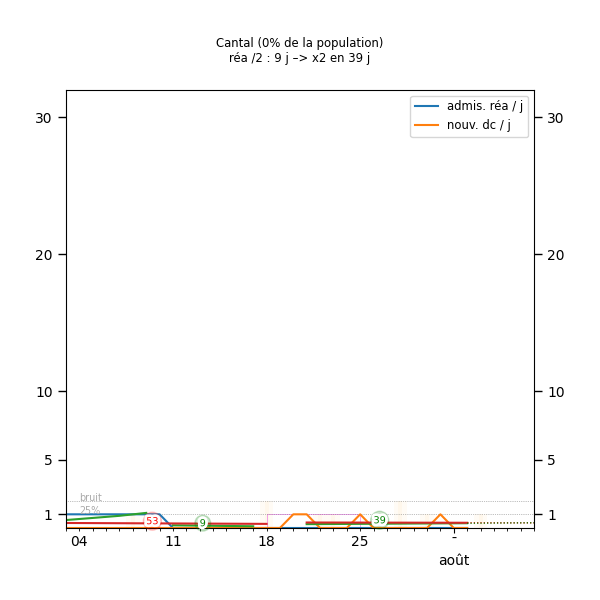 Cantal (0% de la population)
réa /2 : 9 j –> x2 en 39 j
admis. réa / j
nouv. dc / j
30 30
20 20
10 10
5 5
bruit
25%
1 1
53 9 39
04 11 18 25 -
août